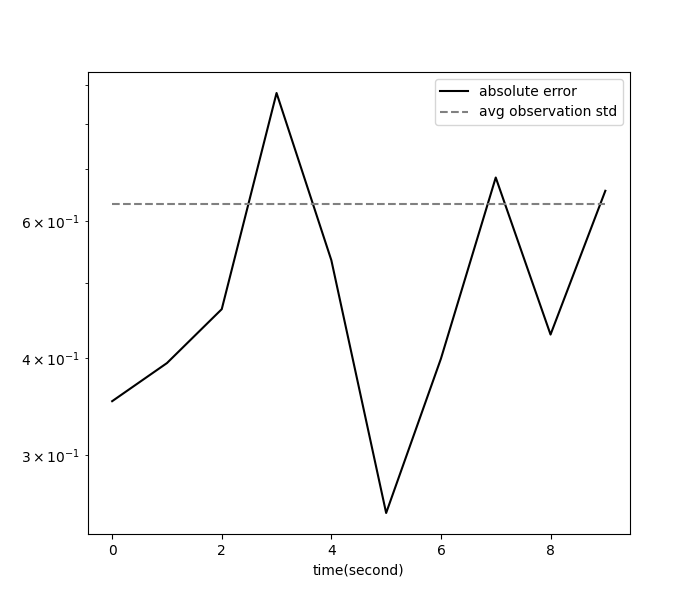 absolute error
avg observation std
6 × 10⁻¹
4 × 10⁻¹
3 × 10⁻¹
0 2 4 6 8
time(second)